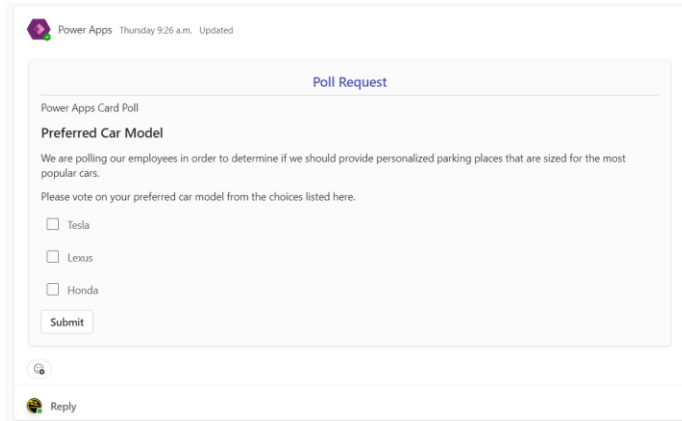 Power Apps Thursday 9:26 a.m. Updated
Poll Request
Power Apps Card Poll
Preferred Car Model
We are polling our employees in order to determine if we should provide personalized parking places that are sized for the most
popular cars.
Please vote on your preferred car model from the choices listed here.
Tesla
Lexus
Honda
Submit
Reply